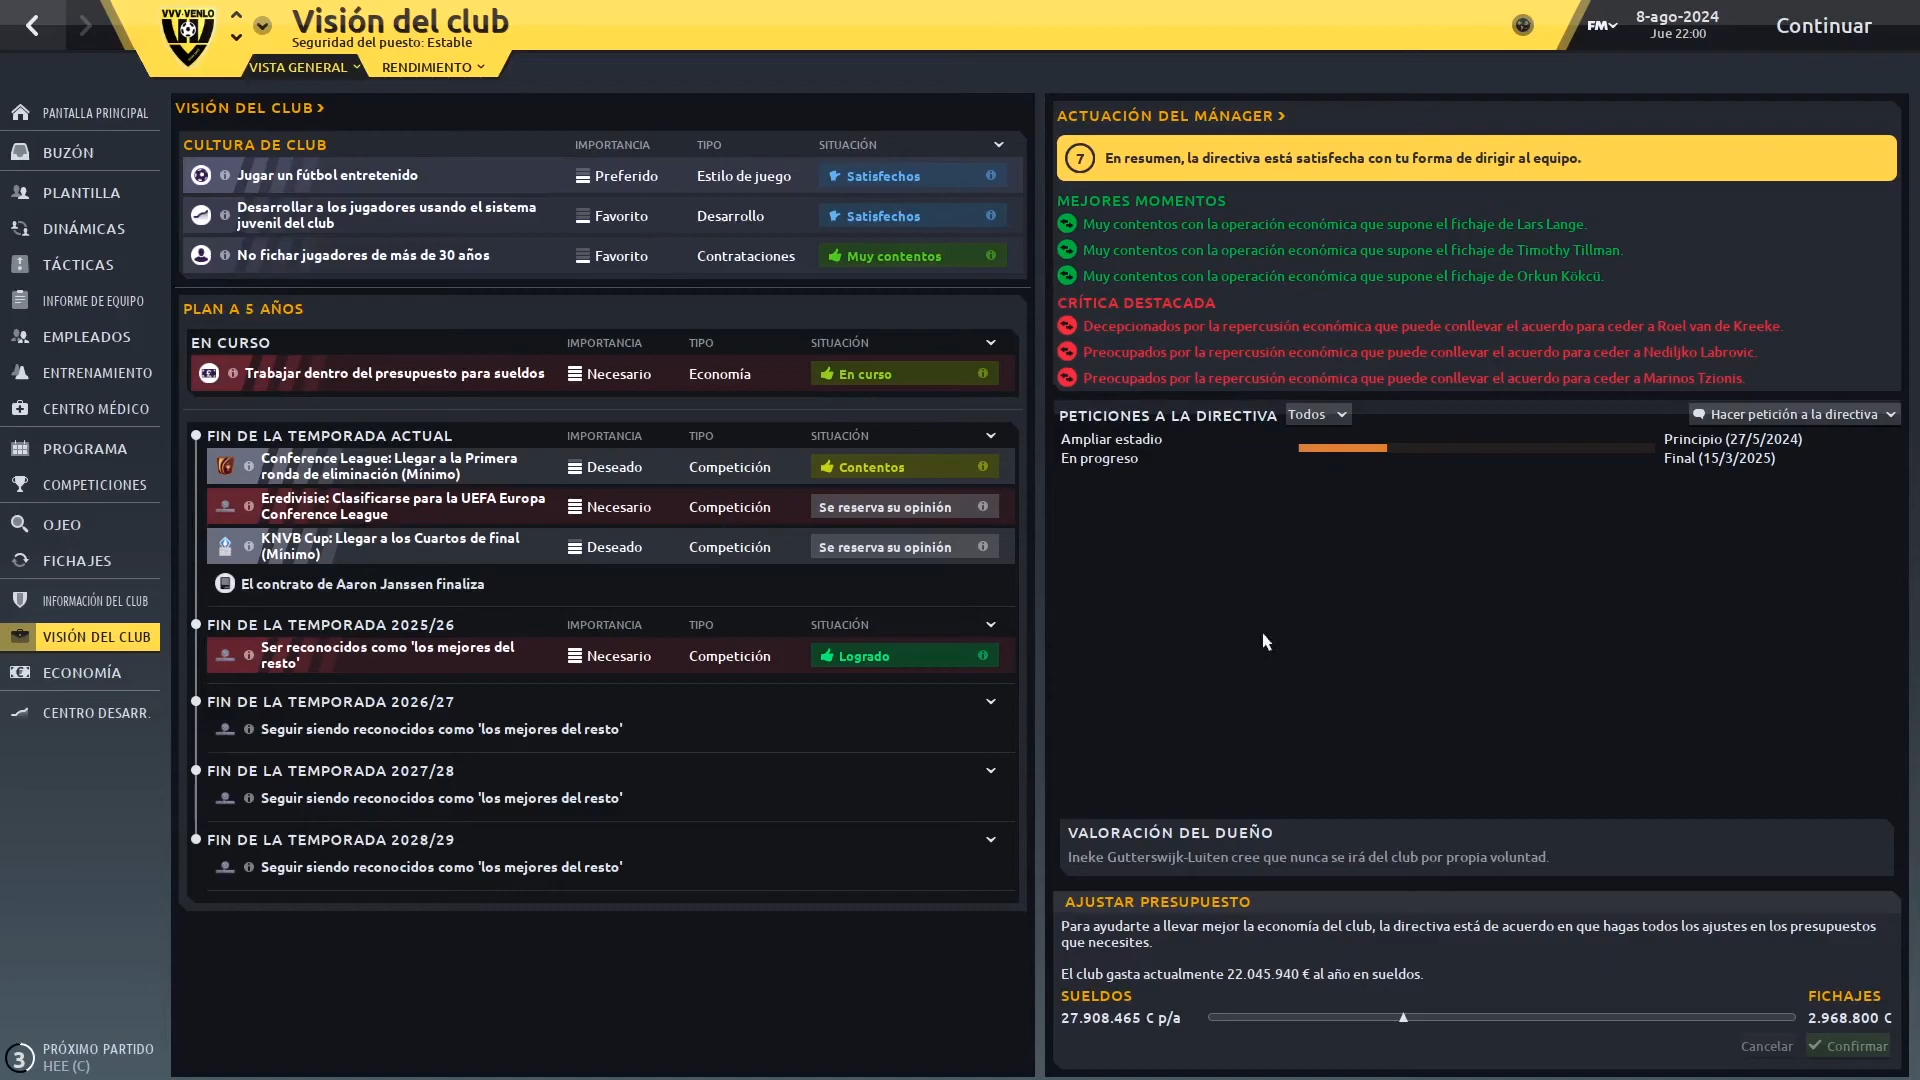 VVV-VENLO
Visión del club
Seguridad del puesto: Estable
VISTA GENERAL
RENDIMIENTO
FM
8-ago-2024
Jue 22:00
Continuar
PANTALLA PRINCIPAL
BUZÓN
PLANTILLA
DINÁMICAS
TÁCTICAS
INFORME DE EQUIPO
EMPLEADOS
ENTRENAMIENTO
CENTRO MÉDICO
PROGRAMA
COMPETICIONES
OJEO
FICHAJES
INFORMACIÓN DEL CLUB
VISIÓN DEL CLUB
ECONOMÍA
CENTRO DESARR.
3 PRÓXIMO PARTIDO
HEE (C)
VISIÓN DEL CLUB >
CULTURA DE CLUB IMPORTANCIA TIPO SITUACIÓN
Jugar un fútbol entretenido Preferido Estilo de juego Satisfechos
Desarrollar a los jugadores usando el sistema
juvenil del club Favorito Desarrollo Satisfechos
No fichar jugadores de más de 30 años Favorito Contrataciones Muy contentos
PLAN A 5 AÑOS
EN CURSO IMPORTANCIA TIPO SITUACIÓN
Trabajar dentro del presupuesto para sueldos Necesario Economía En curso
FIN DE LA TEMPORADA ACTUAL IMPORTANCIA TIPO SITUACIÓN
Conference League: Llegar a la Primera
ronda de eliminación (Mínimo) Deseado Competición Contentos
Eredivisie: Clasificarse para la UEFA Europa
Conference League Necesario Competición Se reserva su opinión
KNVB Cup: Llegar a los Cuartos de final
(Mínimo) Deseado Competición Se reserva su opinión
El contrato de Aaron Janssen finaliza
FIN DE LA TEMPORADA 2025/26 IMPORTANCIA TIPO SITUACIÓN
Ser reconocidos como 'los mejores del
resto' Necesario Competición Logrado
FIN DE LA TEMPORADA 2026/27
Seguir siendo reconocidos como 'los mejores del resto'
FIN DE LA TEMPORADA 2027/28
Seguir siendo reconocidos como 'los mejores del resto'
FIN DE LA TEMPORADA 2028/29
Seguir siendo reconocidos como 'los mejores del resto'
ACTUACIÓN DEL MÁNAGER >
7 En resumen, la directiva está satisfecha con tu forma de dirigir al equipo.
MEJORES MOMENTOS
Muy contentos con la operación económica que supone el fichaje de Lars Lange.
Muy contentos con la operación económica que supone el fichaje de Timothy Tillman.
Muy contentos con la operación económica que supone el fichaje de Orkun Kökcü.
CRÍTICA DESTACADA
Decepcionados por la repercusión económica que puede conllevar el acuerdo para ceder a Roel van de Kreeke.
Preocupados por la repercusión económica que puede conllevar el acuerdo para ceder a Nediljko Labrovic.
Preocupados por la repercusión económica que puede conllevar el acuerdo para ceder a Marinos Tzionis.
PETICIONES A LA DIRECTIVA Todos Hacer petición a la directiva
Ampliar estadio Principio (27/5/2024)
En progreso Final (15/3/2025)
VALORACIÓN DEL DUEÑO
Ineke Gutterswijk-Luiten cree que nunca se irá del club por propia voluntad.
AJUSTAR PRESUPUESTO
Para ayudarte a llevar mejor la economía del club, la directiva está de acuerdo en que hagas todos los ajustes en los presupuestos
que necesites.
El club gasta actualmente 22.045.940 € al año en sueldos.
SUELDOS FICHAJES
27.908.465 € p/a 2.968.800 €
Cancelar Confirmar